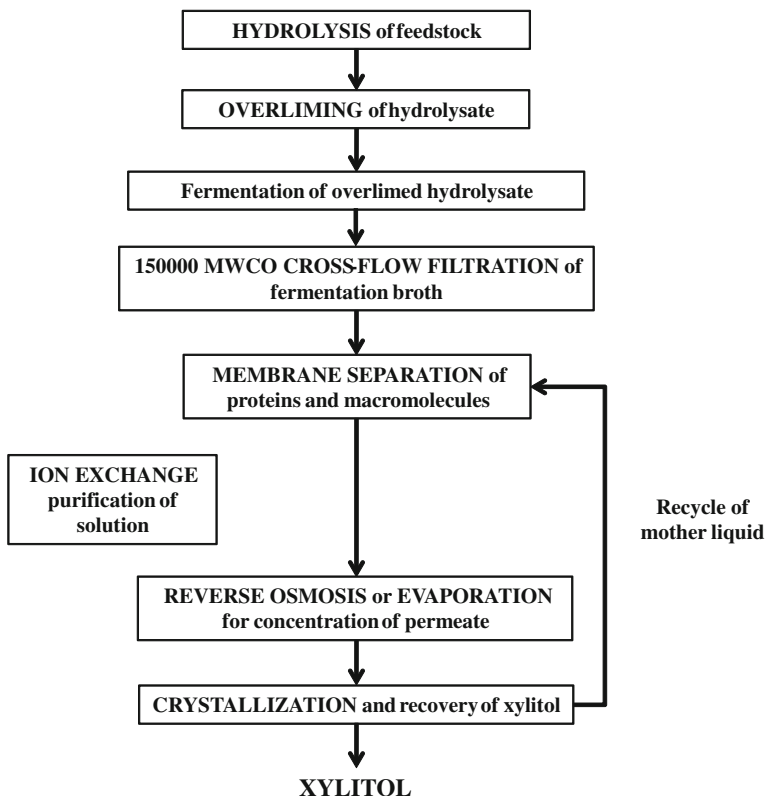 HYDROLYSIS of feedstock
OVERLIMING of hydrolysate
Fermentation of overlimed hydrolysate
150000 MWCO CROSS-FLOW FILTRATION of
fermentation broth
MEMBRANE SEPARATION of
proteins and macromolecules
ION EXCHANGE
purification of
solution
Recycle of
mother liquid
REVERSE OSMOSIS or EVAPORATION
for concentration of permeate
CRYSTALLIZATION and recovery of xylitol
XYLITOL